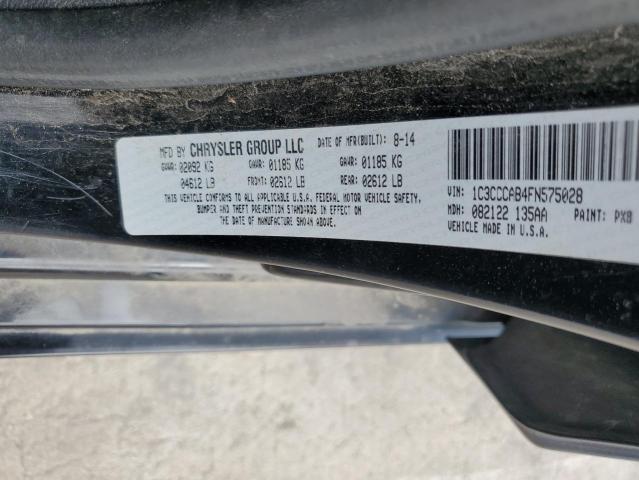 MFD BY CHRYSLER GROUP LLC DATE OF MFR(BUILT): 8-14
GVWR: 02092 KG GAWR: 01185 KG GAWR: 01185 KG
04612 LB FRONT: 02612 LB REAR: 02612 LB
THIS VEHICLE CONFORMS TO ALL APPLICABLE U.S.A. FEDERAL MOTOR VEHICLE SAFETY,
BUMPER AND THEFT PREVENTION STANDARDS IN EFFECT ON
THE DATE OF MANUFACTURE SHOWN ABOVE.
VIN: 1C3CCCAB4FN575028
MDH: 082122 135AA PAINT: PX8
VEHICLE MADE IN U.S.A.